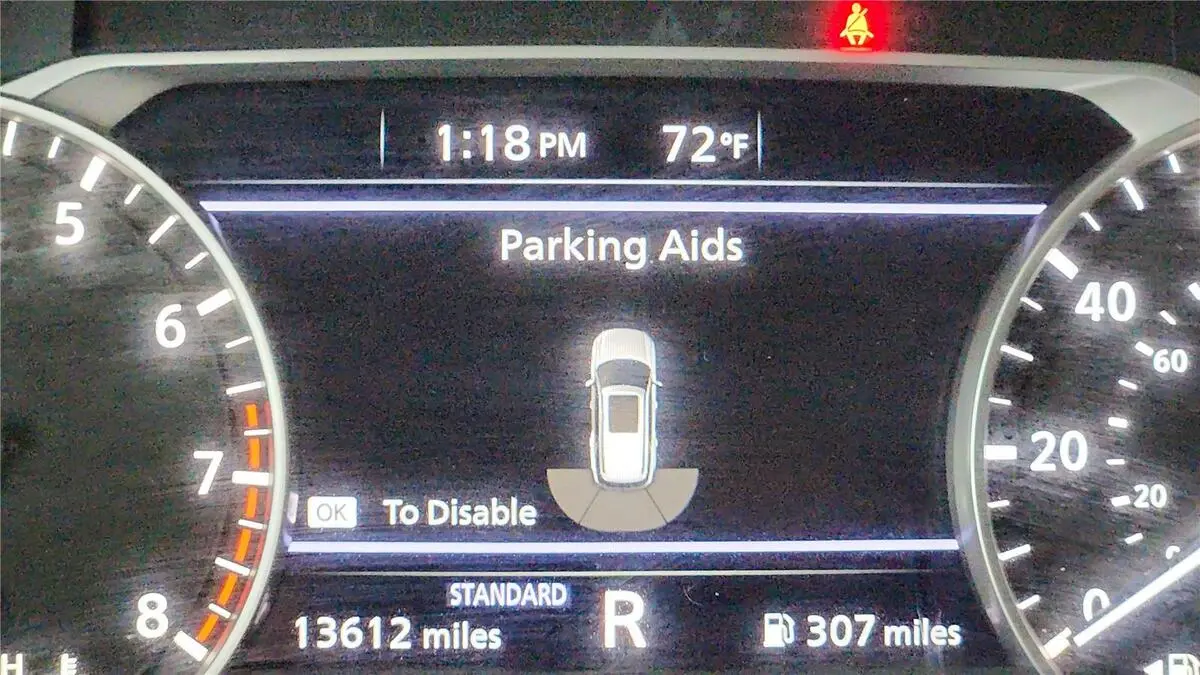 1:18 PM 72°F
Parking Aids
5
6
7
8
40
60
20
20
0
OK To Disable
STANDARD
13612 miles R 307 miles
H E